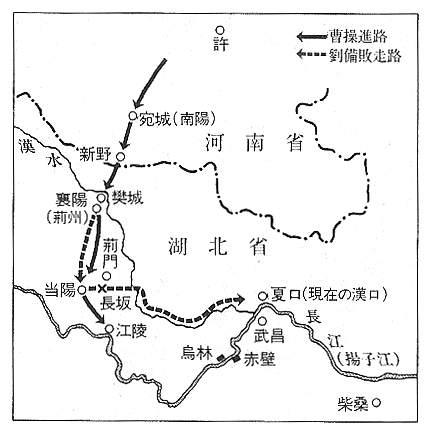 許
曹操進路
劉備敗走路
宛城(南陽)
河南省
漢水
新野
襄陽
(荊州)
樊城
湖北省
荊門
当陽
長坂
夏口(現在の漢口)
江陵
武昌
長江
(揚子江)
烏林
赤壁
柴桑